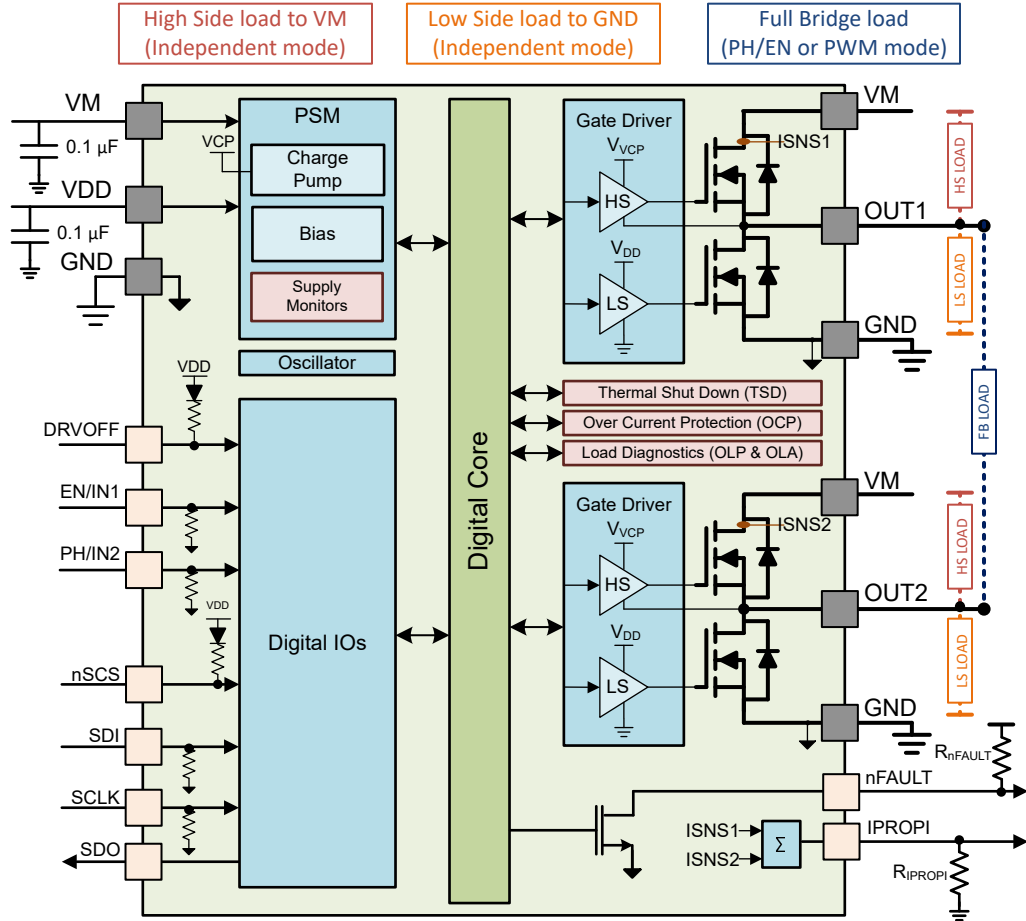 High Side load to VM
(Independent mode)
Low Side load to GND
(Independent mode)
Full Bridge load
(PH/EN or PWM mode)
VM
0.1 µF
VDD
0.1 µF
GND
PSM
VCP
Charge
Pump
Bias
Supply
Monitors
Oscillator
VDD
DRVOFF
EN/IN1
PH/IN2
VDD
nSCS
SDI
SCLK
SDO
Digital IOs
Digital Core
Gate Driver
VVCP
HS
VDD
LS
ISNS1
VM
OUT1
GND
HS LOAD
LS LOAD
FB LOAD
Thermal Shut Down (TSD)
Over Current Protection (OCP)
Load Diagnostics (OLP & OLA)
Gate Driver
VVCP
HS
VDD
LS
ISNS2
VM
OUT2
GND
HS LOAD
LS LOAD
RnFAULT
nFAULT
ISNS1
ISNS2
Σ
IPROPI
RIPROPI